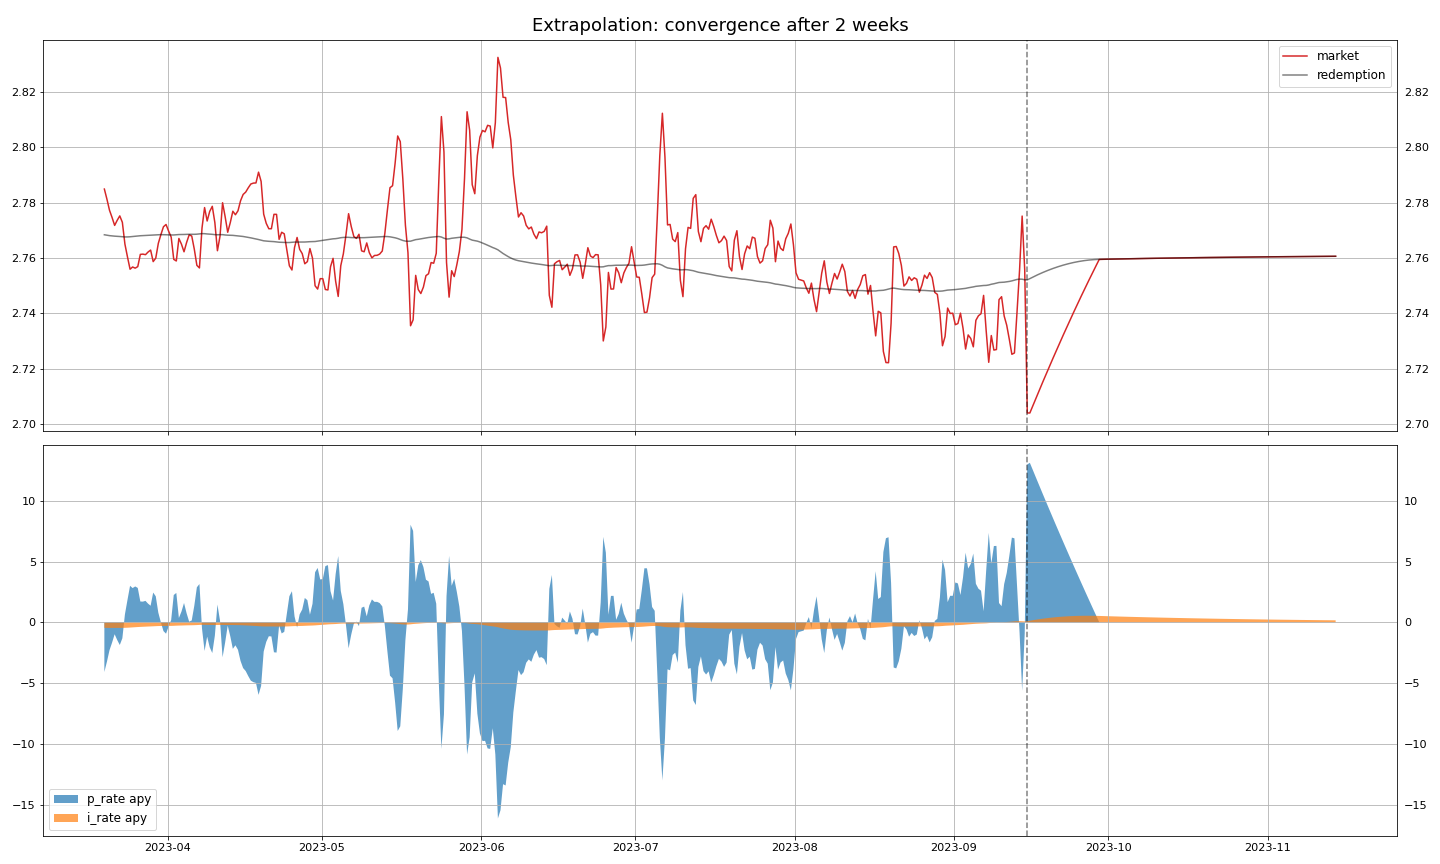 Extrapolation: convergence after 2 weeks
market
redemption
2.82 2.82
2.80 2.80
2.78 2.78
2.76 2.76
2.74 2.74
2.72 2.72
2.70 2.70
10 10
5 5
0 0
−5 −5
−10 −10
−15 −15
p_rate apy
i_rate apy
2023-04 2023-05 2023-06 2023-07 2023-08 2023-09 2023-10 2023-11